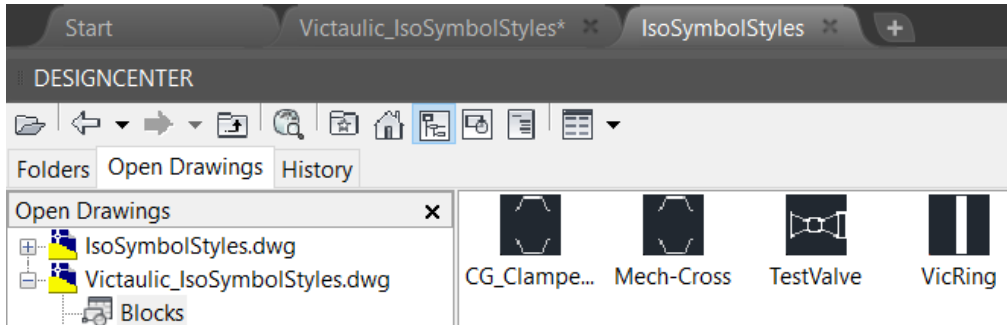 Start Victaulic_IsoSymbolStyles* IsoSymbolStyles
DESIGNCENTER
Folders Open Drawings History
Open Drawings
IsoSymbolStyles.dwg
Victaulic_IsoSymbolStyles.dwg
Blocks
CG_Clampe... Mech-Cross TestValve VicRing